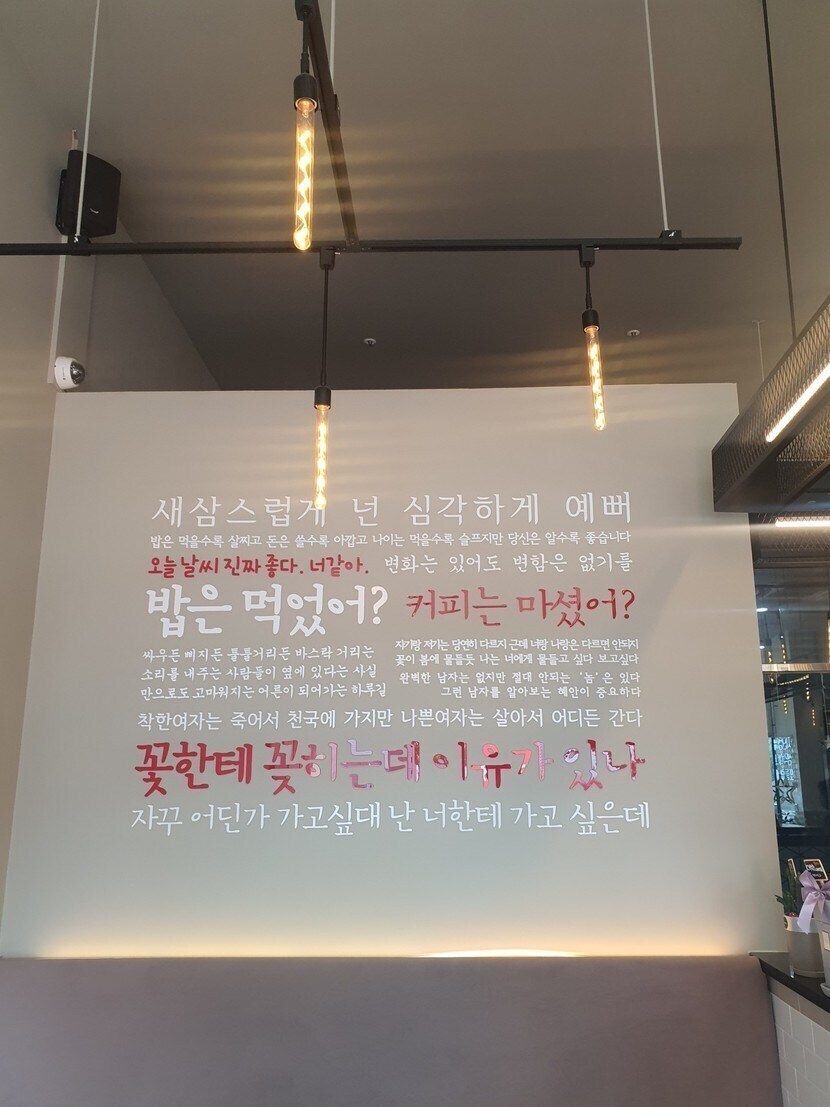 새삼스럽게 넌 심각하게 예뻐
밥은 먹을수록 살찌고 돈은 쓸수록 아깝고 나이는 먹을수록 슬프지만 당신은 알수록 좋습니다
오늘 날씨 진짜 좋다. 너같아. 변화는 있어도 변함은 없기를
밥은 먹었어? 커피는 마셨어?
싸우든 삐지든 툴툴거리든 바스락 거리는
소리를 내주는 사람들이 옆에 있다는 사실
만으로도 고마워지는 어른이 되어가는 하룻길
자기랑 저기는 당연히 다르지 근데 너랑 나랑은 다르면 안되지
꽃이 봄에 물들듯 나는 너에게 물들고 싶다 보고싶다
완벽한 남자는 없지만 절대 안되는 '놈'은 있다
그런 남자를 알아보는 혜안이 중요하다
착한여자는 죽어서 천국에 가지만 나쁜여자는 살아서 어디든 간다
꽃한테 꽂히는데 이유가 있나
자꾸 어딘가 가고싶대 난 너한테 가고 싶은데